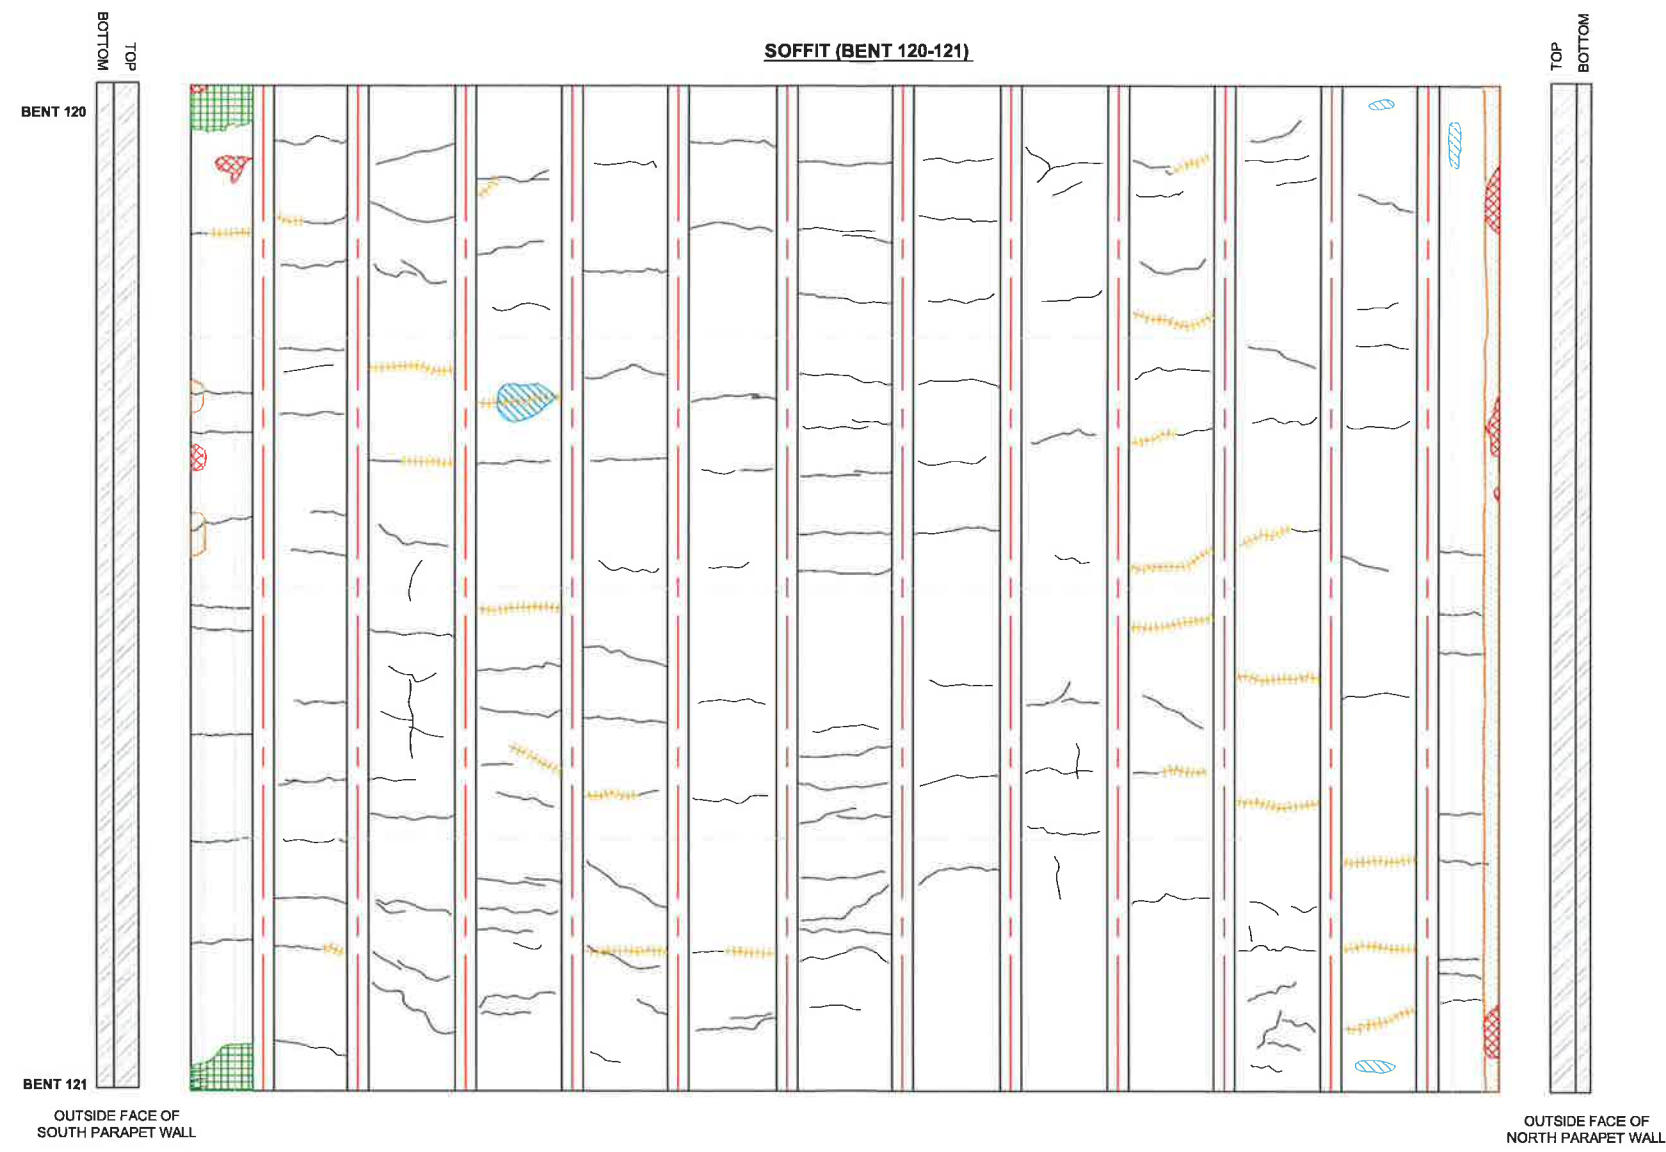 SOFFIT (BENT 120-121)
BOTTOM
TOP
TOP
BOTTOM
BENT 120
BENT 121
OUTSIDE FACE OF
SOUTH PARAPET WALL
OUTSIDE FACE OF
NORTH PARAPET WALL